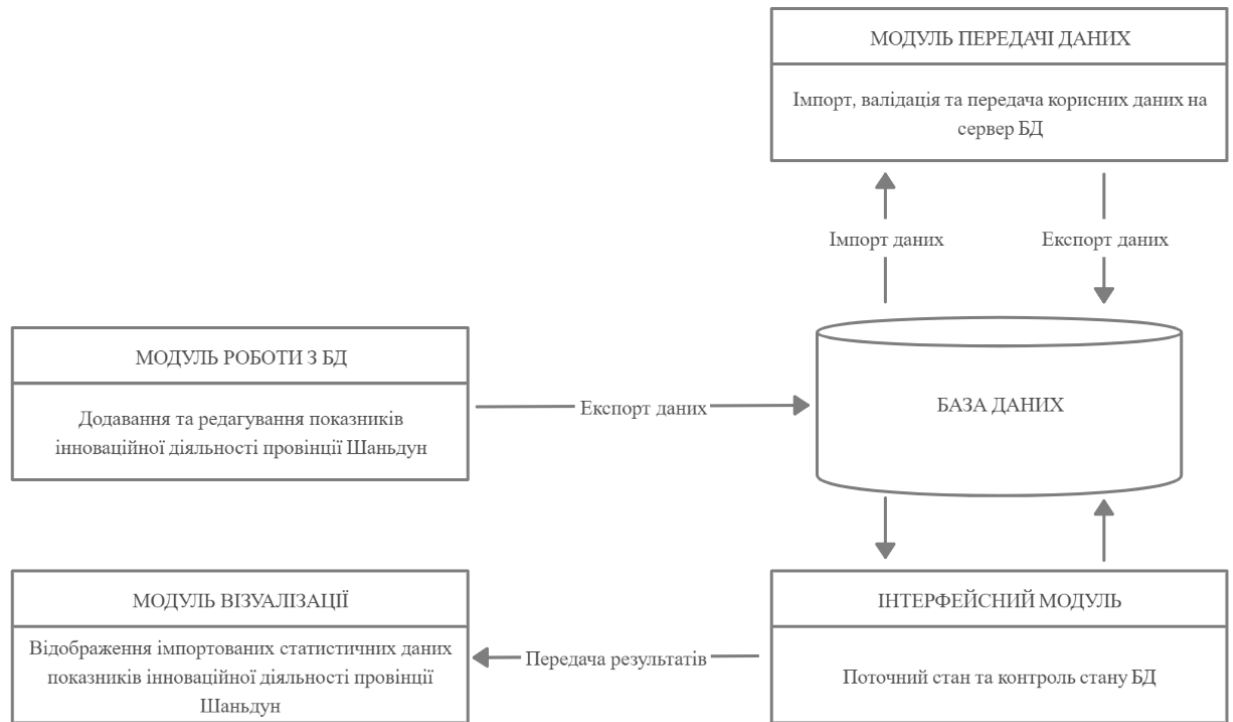 МОДУЛЬ ПЕРЕДАЧІ ДАНИХ
Імпорт, валідація та передача корисних даних на
сервер БД
Імпорт даних
Експорт даних
МОДУЛЬ РОБОТИ З БД
Додавання та редагування показників
інноваційної діяльності провінції Шаньдун
Експорт даних
БАЗА ДАНИХ
МОДУЛЬ ВІЗУАЛІЗАЦІЇ
Відображення імпортованих статистичних даних
показників інноваційної діяльності провінції
Шаньдун
Передача результатів
ІНТЕРФЕЙСНИЙ МОДУЛЬ
Поточний стан та контроль стану БД